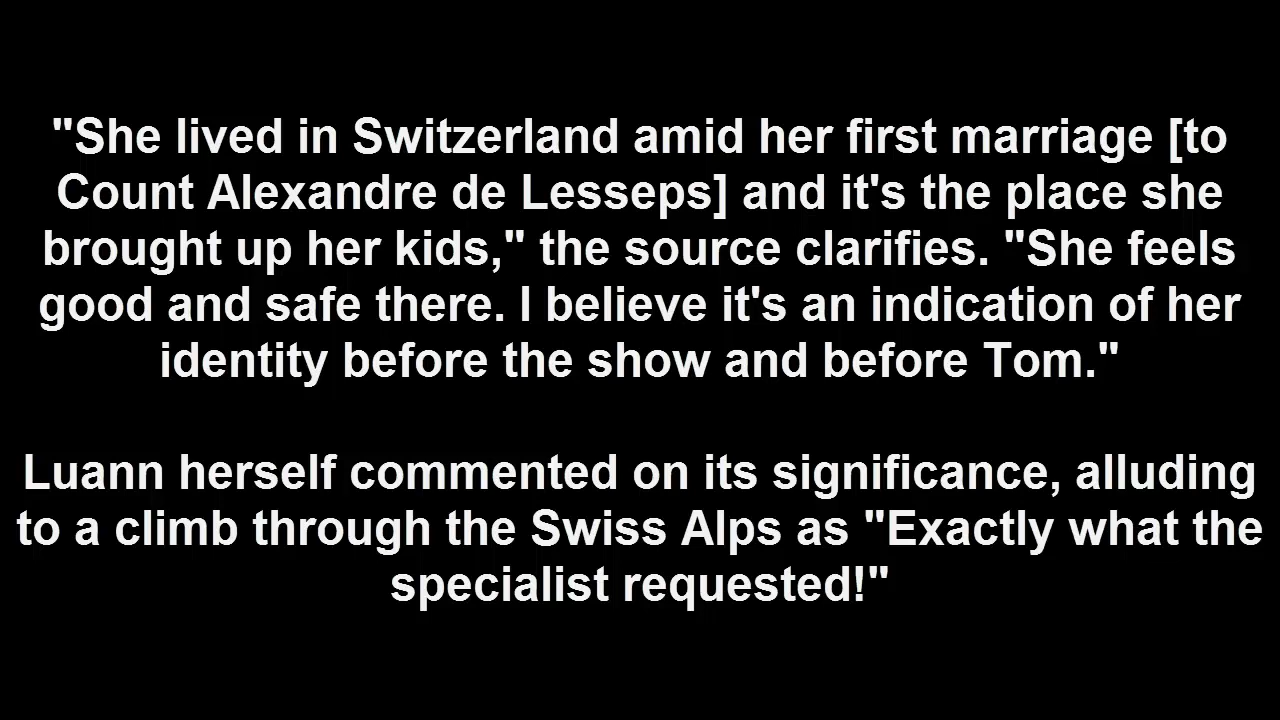 "She lived in Switzerland amid her first marriage [to
Count Alexandre de Lesseps] and it's the place she
brought up her kids," the source clarifies. "She feels
good and safe there. I believe it's an indication of her
identity before the show and before Tom."
Luann herself commented on its significance, alluding
to a climb through the Swiss Alps as "Exactly what the
specialist requested!"